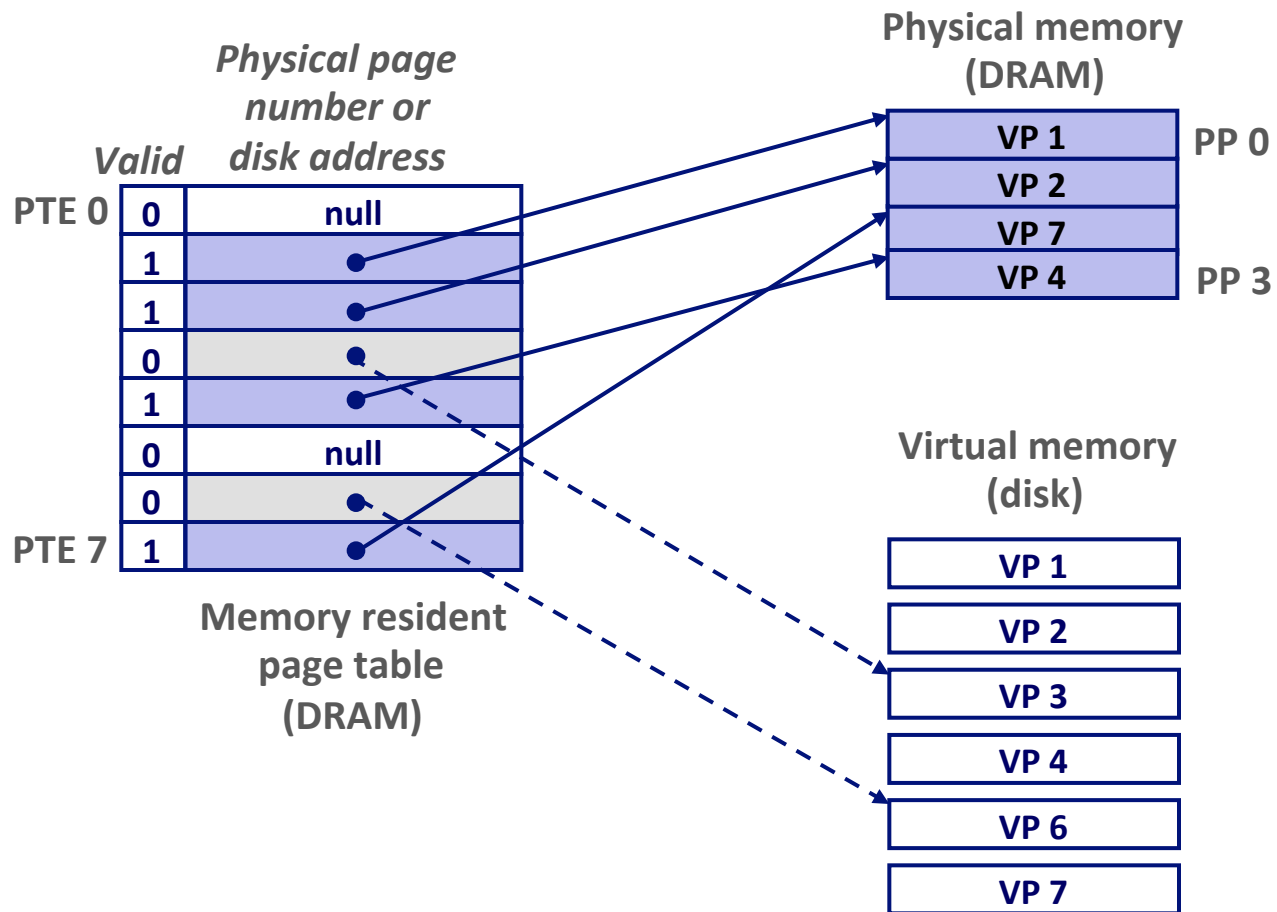 Physical memory
(DRAM)
Physical page
number or
disk address
Valid
VP 1
PP 0
VP 2
VP 7
VP 4
PP 3
PTE 0
0
null
1
1
0
1
0
null
0
PTE 7
1
Memory resident
page table
(DRAM)
Virtual memory
(disk)
VP 1
VP 2
VP 3
VP 4
VP 6
VP 7